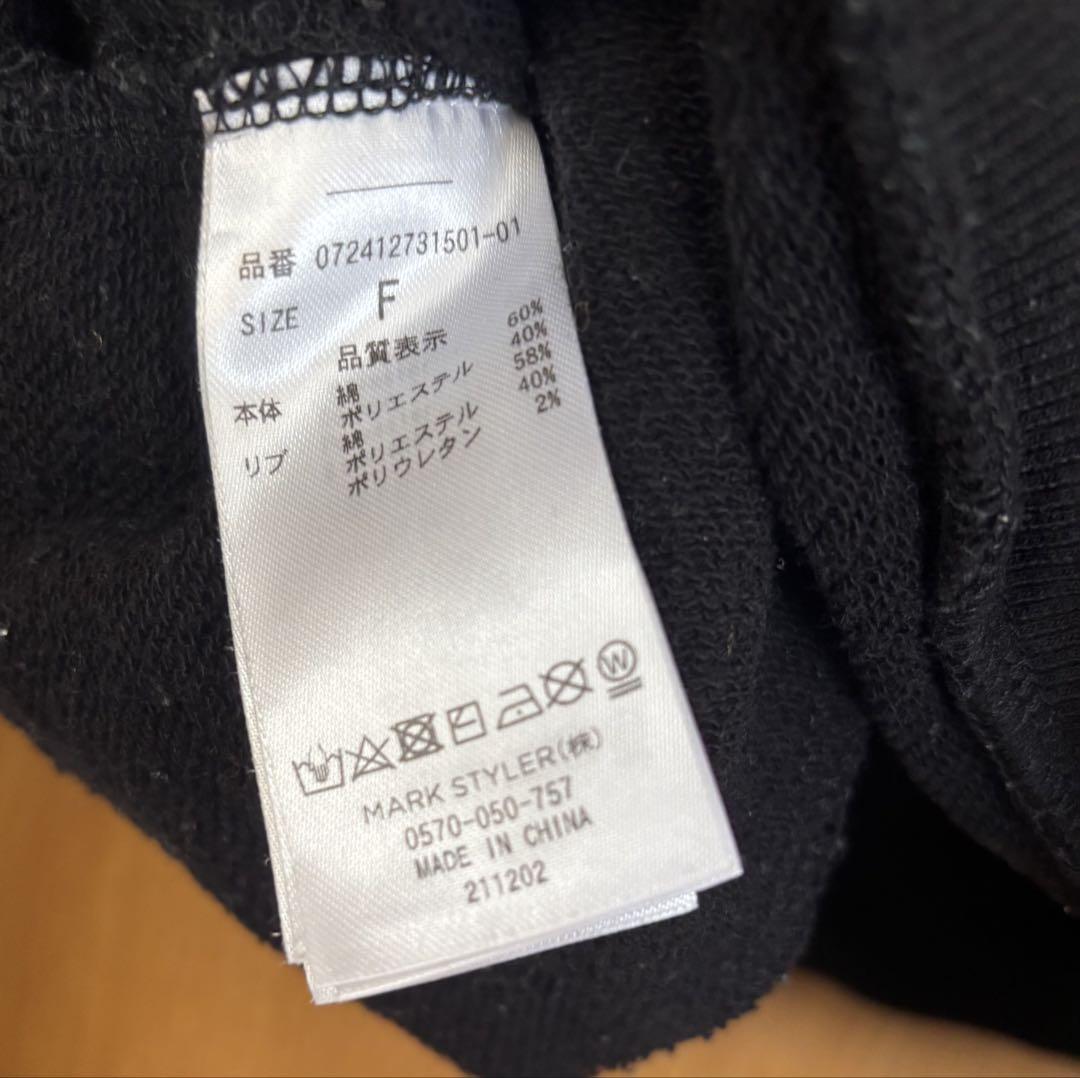 品番 072412731501-01
SIZE F
品質表示
本体 綿 60%
ポリエステル 40%
リブ 綿 58%
ポリエステル 40%
ポリウレタン 2%
W
MARK STYLER(株)
0570-050-757
MADE IN CHINA
211202